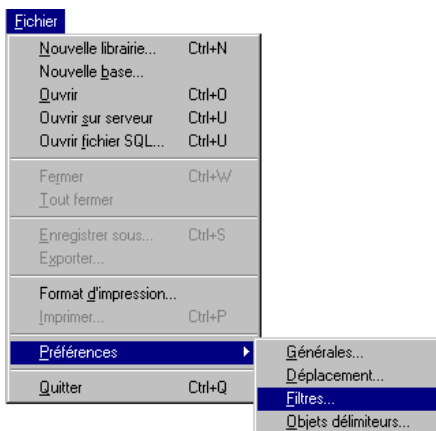 Fichier
Nouvelle librairie... Ctrl+N
Nouvelle base...
Ouvrir Ctrl+O
Ouvrir sur serveur Ctrl+U
Ouvrir fichier SQL... Ctrl+U
Fermer Ctrl+W
Tout fermer
Enregistrer sous... Ctrl+S
Exporter...
Format d'impression...
Imprimer... Ctrl+P
Préférences
Quitter Ctrl+Q
Générales...
Déplacement...
Filtres...
Objets délimiteurs...